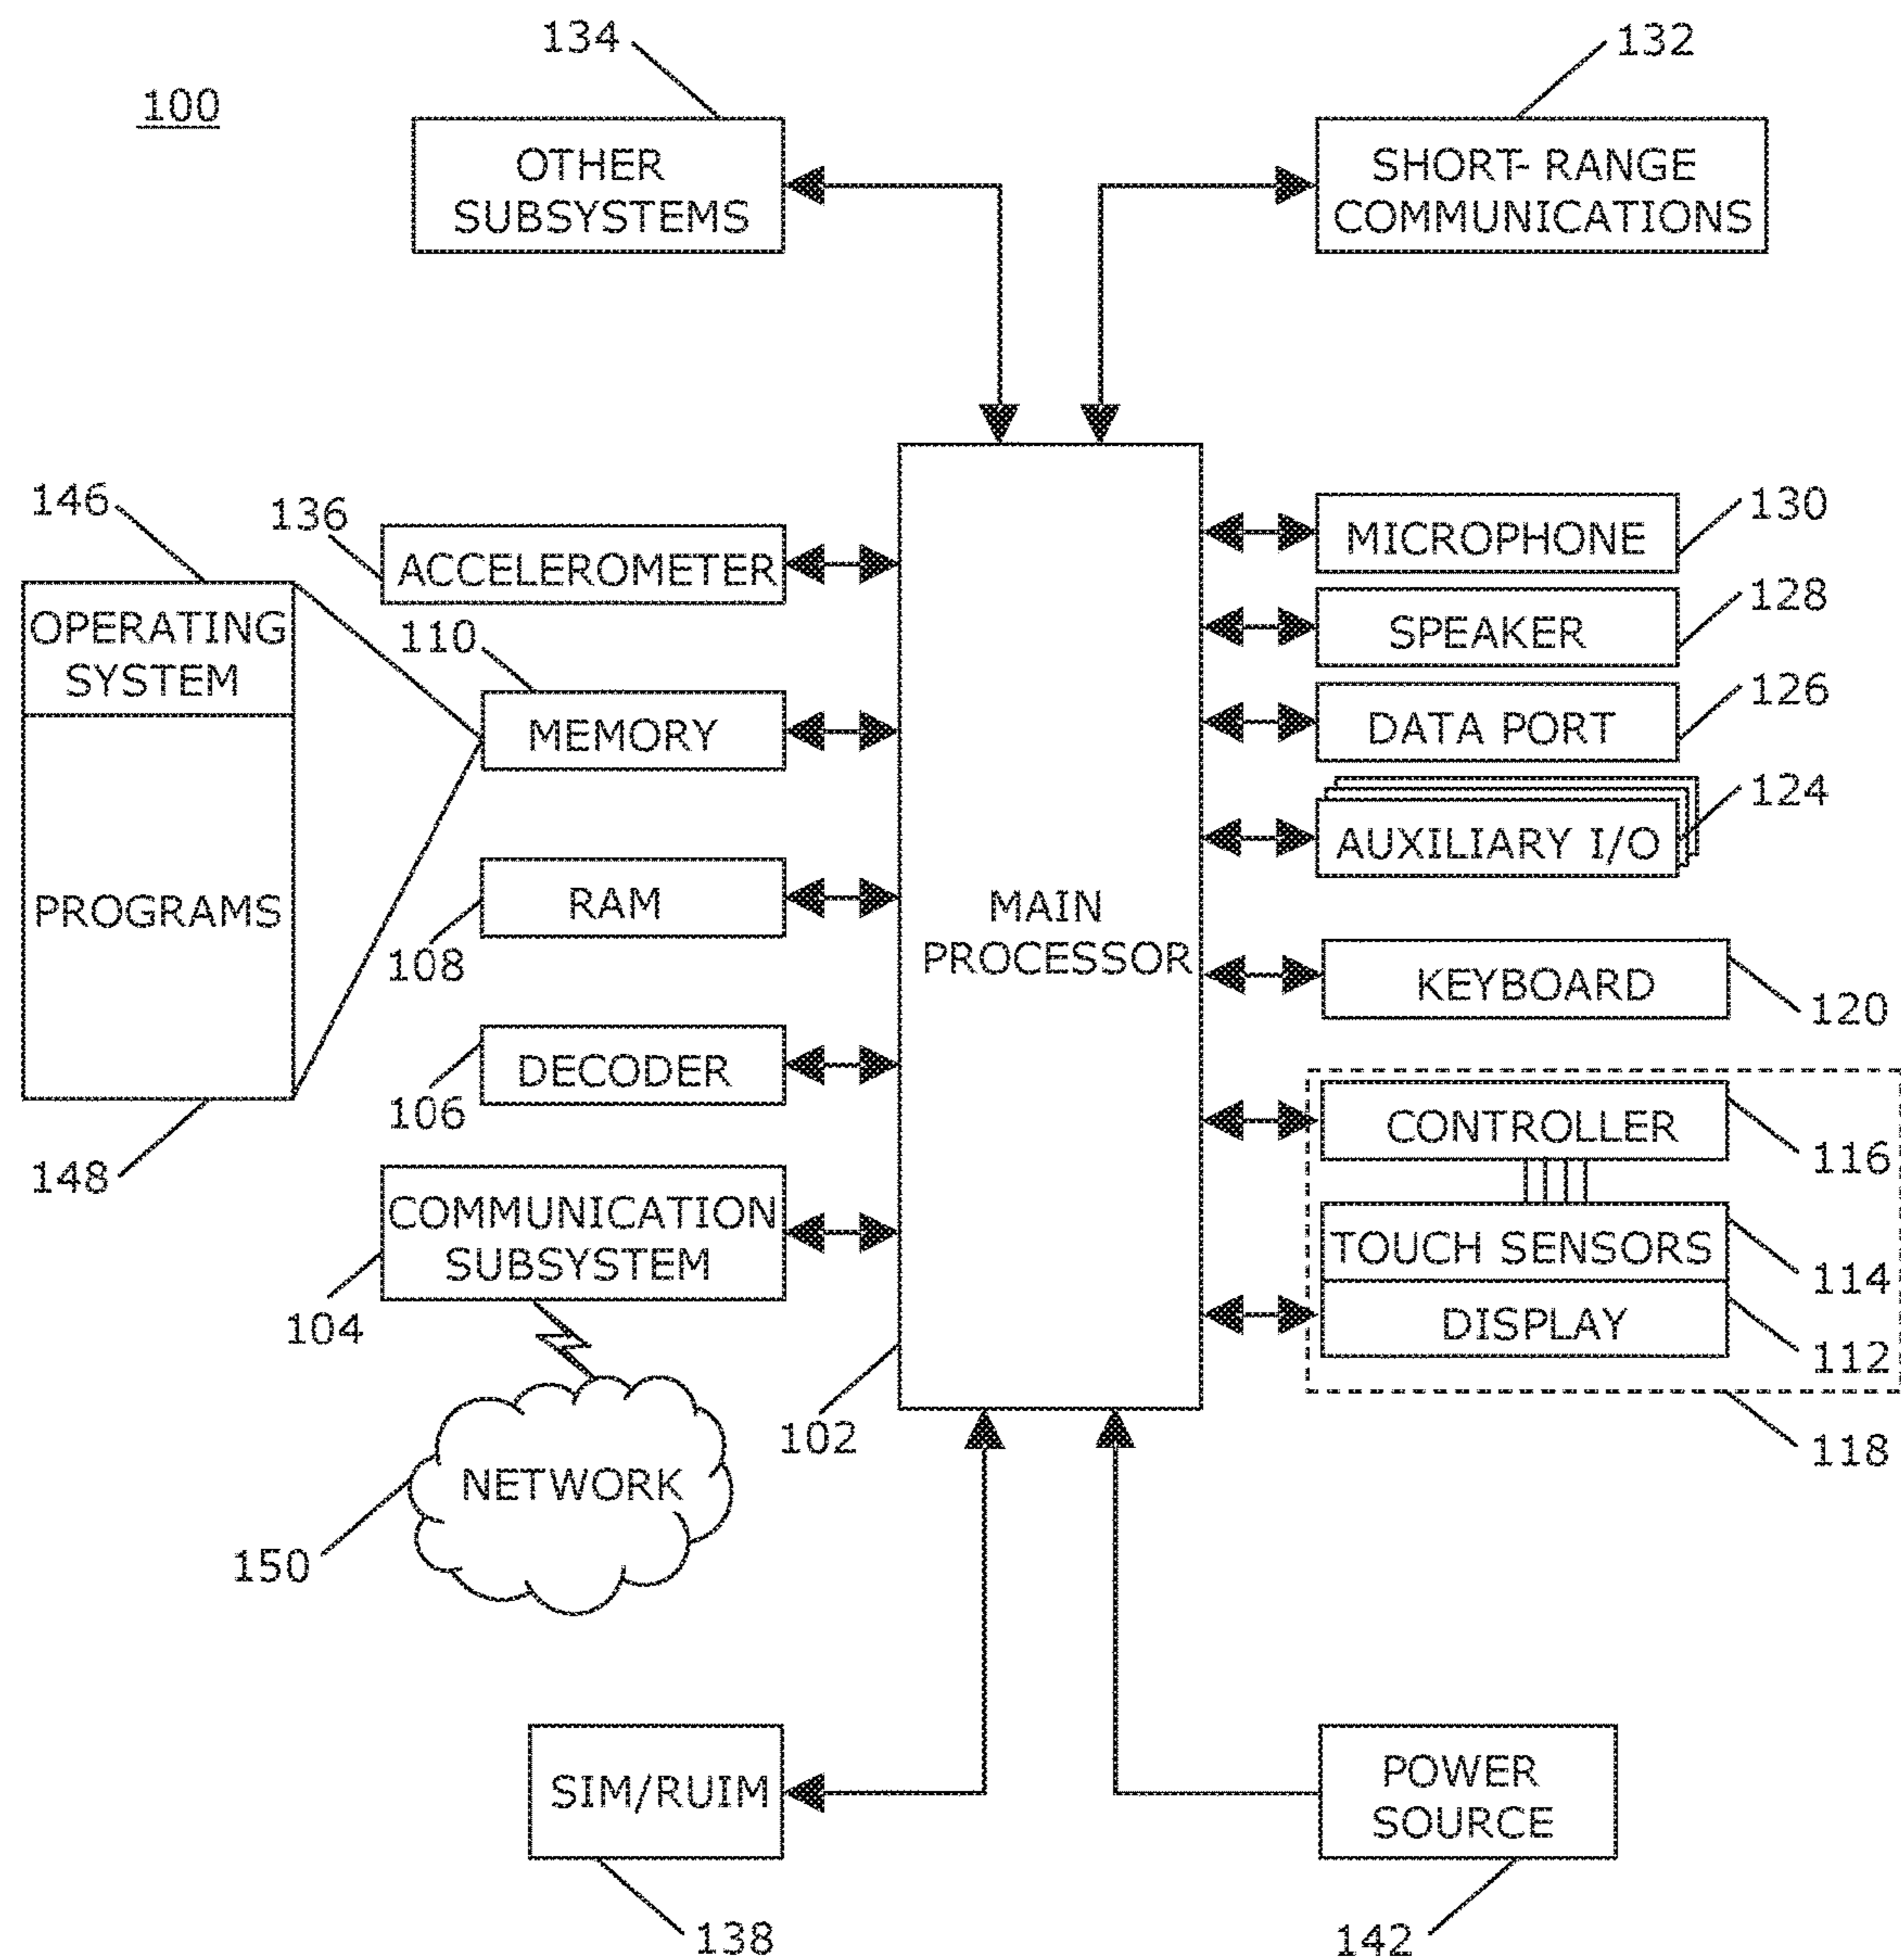 134
132
100
OTHER
SUBSYSTEMS
SHORT- RANGE
COMMUNICATIONS
146
136
ACCELEROMETER
MICROPHONE
130
OPERATING
SYSTEM
110
SPEAKER
128
MEMORY
DATA PORT
126
AUXILIARY I/O
124
PROGRAMS
RAM
108
MAIN
PROCESSOR
KEYBOARD
120
DECODER
106
CONTROLLER
116
148
COMMUNICATION
SUBSYSTEM
104
TOUCH SENSORS
114
DISPLAY
112
102
118
NETWORK
150
SIM/RUIM
138
POWER
SOURCE
142